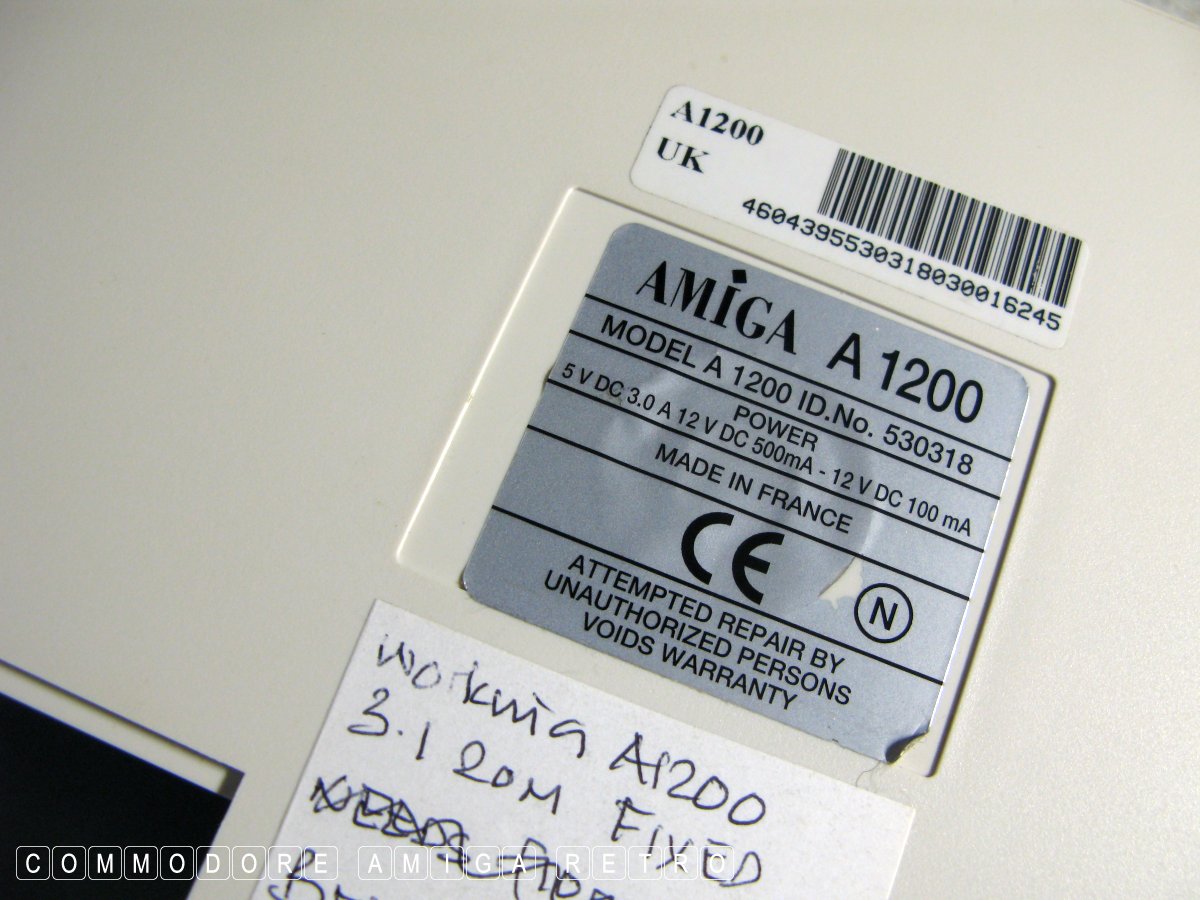 A1200
UK
4604395530318030016245
AMiGA A 1200
MODEL A 1200 ID.No. 530318
POWER
5 V DC 3.0 A 12 V DC 500mA - 12 V DC 100 mA
MADE IN FRANCE
CE
N
ATTEMPTED REPAIR BY
UNAUTHORIZED PERSONS
VOIDS WARRANTY
working A1200
3.1 ROM FIXED
NEEDS
COMMODORE AMIGA RETRO